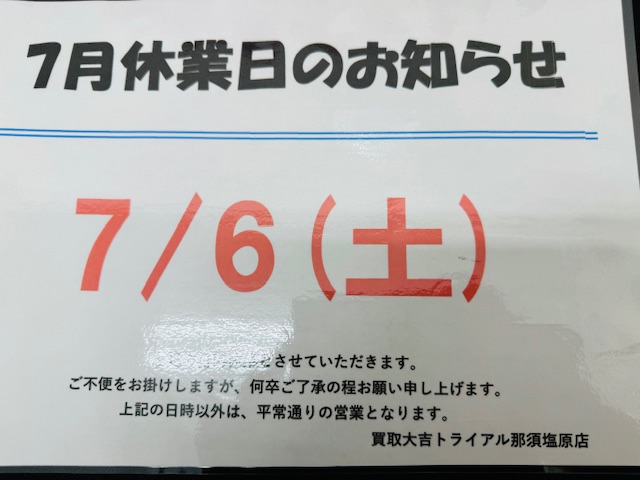 7月休業日のお知らせ
7/6(土)
とさせていただきます。
ご不便をお掛けしますが、何卒ご了承の程お願い申し上げます。
上記の日時以外は、平常通りの営業となります。
買取大吉トライアル那須塩原店